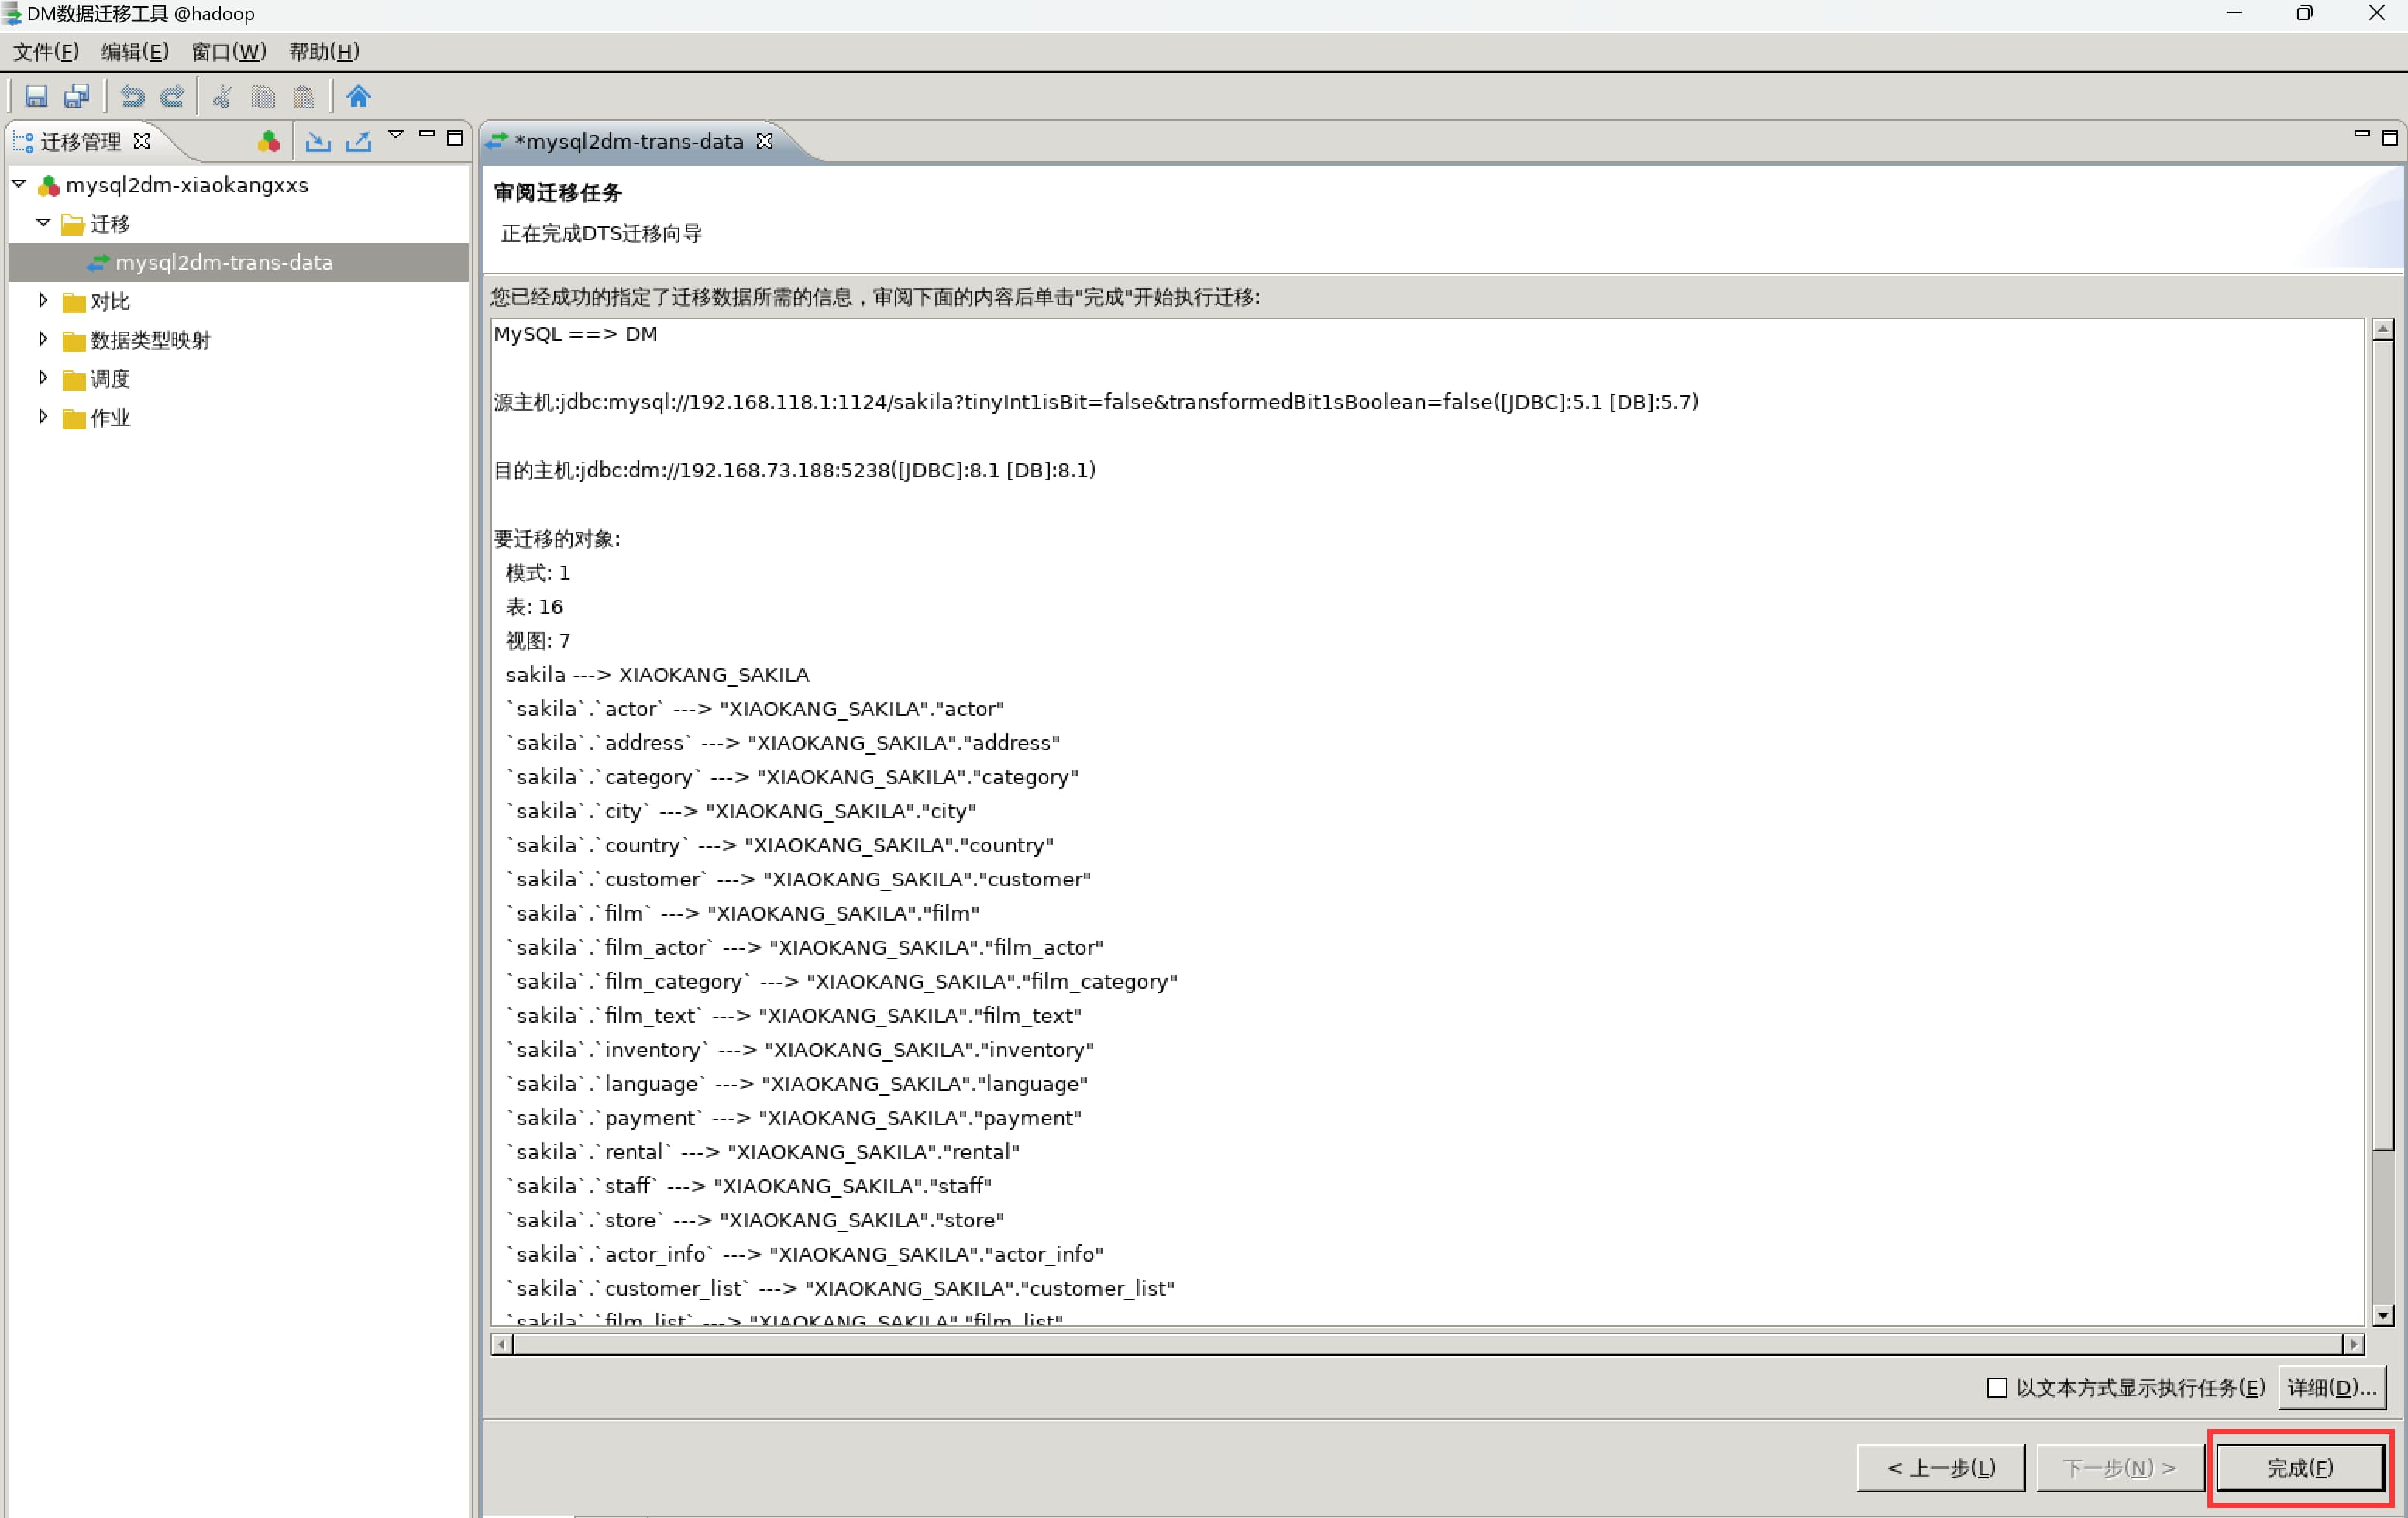 DM数据迁移工具 @hadoop
文件(F) 编辑(E) 窗口(W) 帮助(H)
迁移管理
mysql2dm-xiaokangxxs
迁移
mysql2dm-trans-data
对比
数据类型映射
调度
作业
*mysql2dm-trans-data
审阅迁移任务
正在完成DTS迁移向导
您已经成功的指定了迁移数据所需的信息，审阅下面的内容后单击"完成"开始执行迁移:
MySQL ==> DM
源主机:jdbc:mysql://192.168.118.1:1124/sakila?tinyInt1isBit=false&transformedBit1sBoolean=false([JDBC]:5.1 [DB]:5.7)
目的主机:jdbc:dm://192.168.73.188:5238([JDBC]:8.1 [DB]:8.1)
要迁移的对象:
模式: 1
表: 16
视图: 7
sakila ---> XIAOKANG_SAKILA
`sakila`.`actor` ---> "XIAOKANG_SAKILA"."actor"
`sakila`.`address` ---> "XIAOKANG_SAKILA"."address"
`sakila`.`category` ---> "XIAOKANG_SAKILA"."category"
`sakila`.`city` ---> "XIAOKANG_SAKILA"."city"
`sakila`.`country` ---> "XIAOKANG_SAKILA"."country"
`sakila`.`customer` ---> "XIAOKANG_SAKILA"."customer"
`sakila`.`film` ---> "XIAOKANG_SAKILA"."film"
`sakila`.`film_actor` ---> "XIAOKANG_SAKILA"."film_actor"
`sakila`.`film_category` ---> "XIAOKANG_SAKILA"."film_category"
`sakila`.`film_text` ---> "XIAOKANG_SAKILA"."film_text"
`sakila`.`inventory` ---> "XIAOKANG_SAKILA"."inventory"
`sakila`.`language` ---> "XIAOKANG_SAKILA"."language"
`sakila`.`payment` ---> "XIAOKANG_SAKILA"."payment"
`sakila`.`rental` ---> "XIAOKANG_SAKILA"."rental"
`sakila`.`staff` ---> "XIAOKANG_SAKILA"."staff"
`sakila`.`store` ---> "XIAOKANG_SAKILA"."store"
`sakila`.`actor_info` ---> "XIAOKANG_SAKILA"."actor_info"
`sakila`.`customer_list` ---> "XIAOKANG_SAKILA"."customer_list"
`sakila`.`film_list` ---> "XIAOKANG_SAKILA"."film_list"
以文本方式显示执行任务(E) 详细(D)...
< 上一步(L) 下一步(N) > 完成(F)